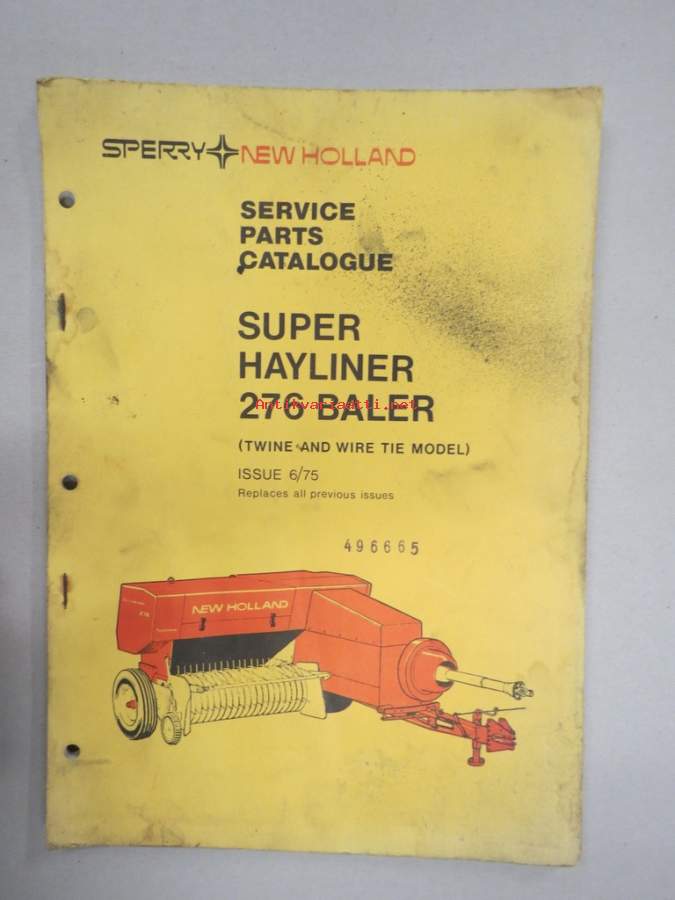 SPERRY NEW HOLLAND
SERVICE
PARTS
CATALOGUE
SUPER
HAYLINER
276 BALER
Antikvariaatti.net
(TWINE AND WIRE TIE MODEL)
ISSUE 6/75
Replaces all previous issues
496665
NEW HOLLAND
276